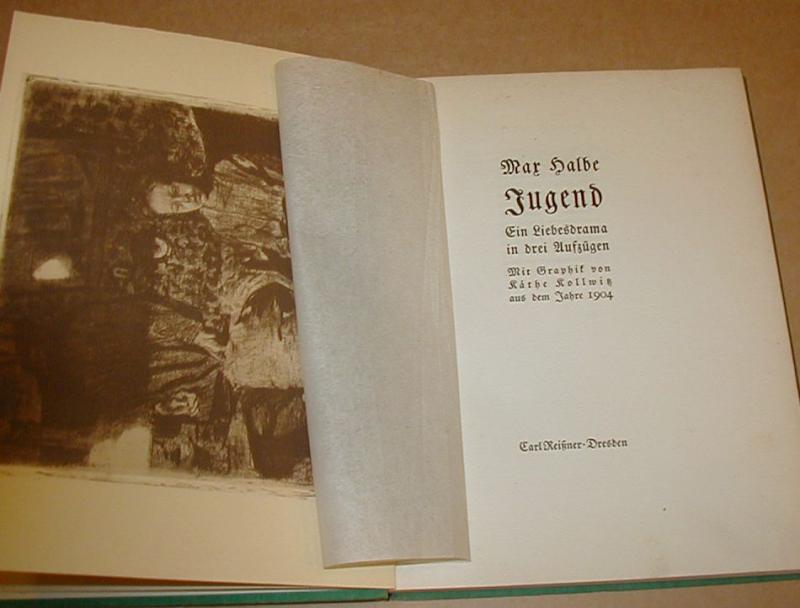 Max Halbe
Jugend
Ein Liebesdrama
in drei Aufzügen
Mit Graphik von
Käthe Kollwitz
aus dem Jahre 1904
Carl Reißner-Dresden